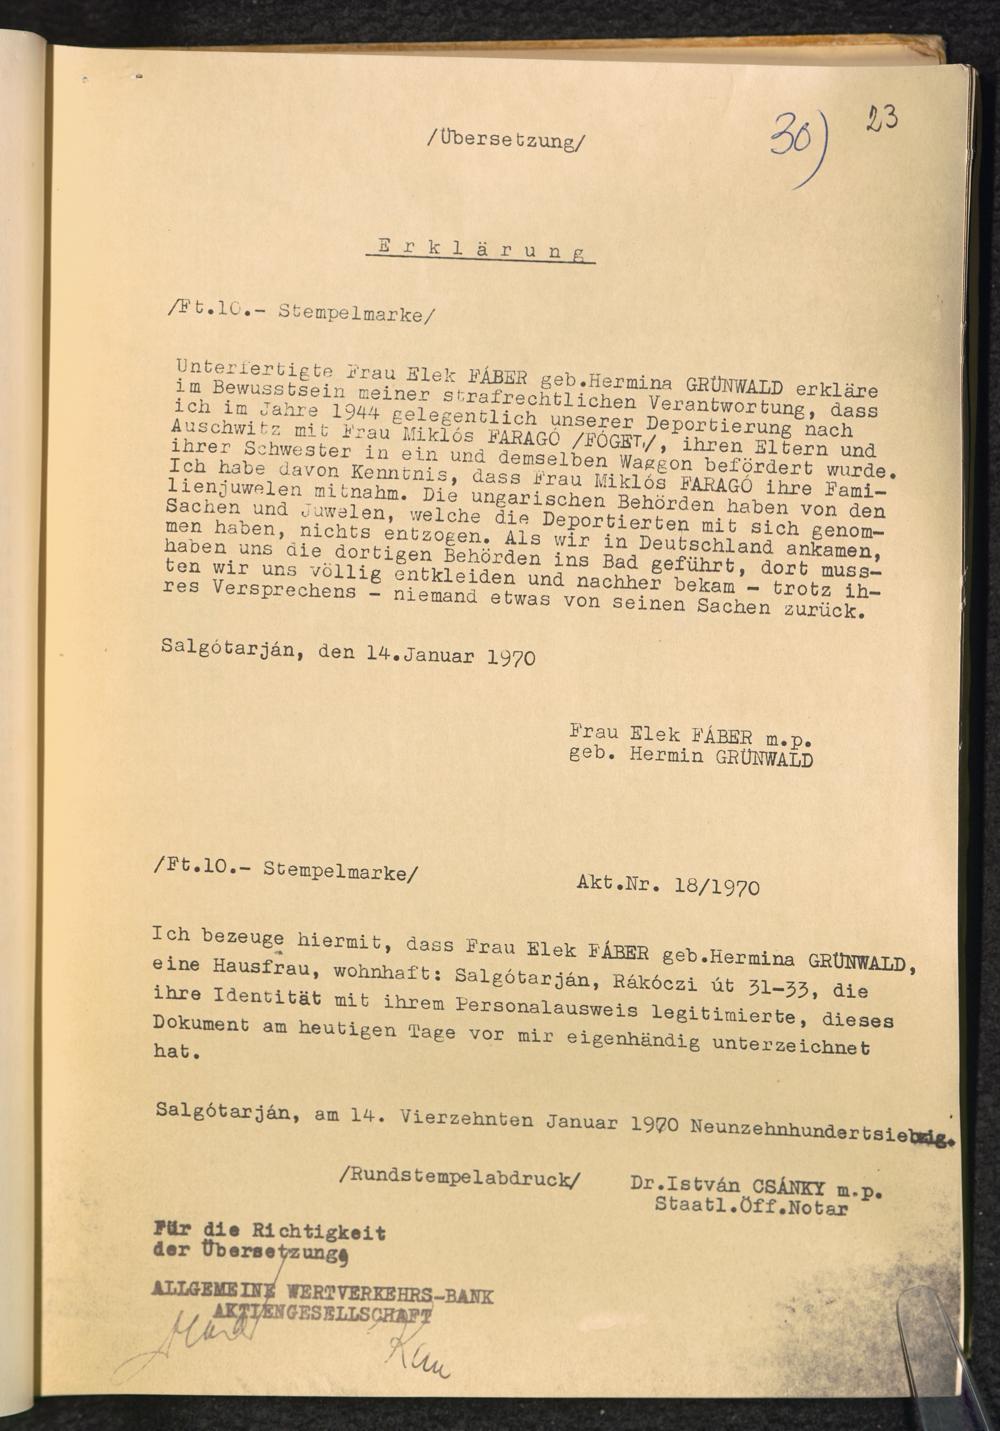 30) 23
/Übersetzung/
Erklärung
/Ft.10.- Stempelmarke/
Unterfertigte Frau Elek FÁBER geb.Hermina GRÜNWALD erkläre
im Bewusstsein meiner strafrechtlichen Verantwortung, dass
ich im Jahre 1944 gelegentlich unserer Deportierung nach
Auschwitz mit Frau Miklós FARAGÓ /FÓGEL/, ihren Eltern und
ihrer Schwester in ein und demselben Waggon befördert wurde.
Ich habe davon Kenntnis, dass Frau Miklós FARAGÓ ihre Fami-
lienjuwelen mitnahm. Die ungarischen Behörden haben von den
Sachen und Juwelen, welche die Deportierten mit sich genom-
men haben, nichts entzogen. Als wir in Deutschland ankamen,
haben uns die dortigen Behörden ins Bad geführt, dort muss-
ten wir uns völlig entkleiden und nachher bekam - trotz ih-
res Versprechens - niemand etwas von seinen Sachen zurück.
Salgótarján, den 14.Januar 1970
Frau Elek FÁBER m.p.
geb. Hermin GRÜNWALD
/Ft.10.- Stempelmarke/
Akt.Nr. 18/1970
Ich bezeuge hiermit, dass Frau Elek FÁBER geb.Hermina GRÜNWALD,
eine Hausfrau, wohnhaft: Salgótarján, Rákóczi út 31-33, die
ihre Identität mit ihrem Personalausweis legitimierte, dieses
Dokument am heutigen Tage vor mir eigenhändig unterzeichnet
hat.
Salgótarján, am 14. Vierzehnten Januar 1970 Neunzehnhundertsiebzig.
/Rundstempelabdruck/
Dr.István CSÁNKY m.p.
Staatl.Öff.Notar
Für die Richtigkeit
der Übersetzung
ALLGEMEINE WERTVERKEHRS-BANK
AKTIENGESELLSCHAFT